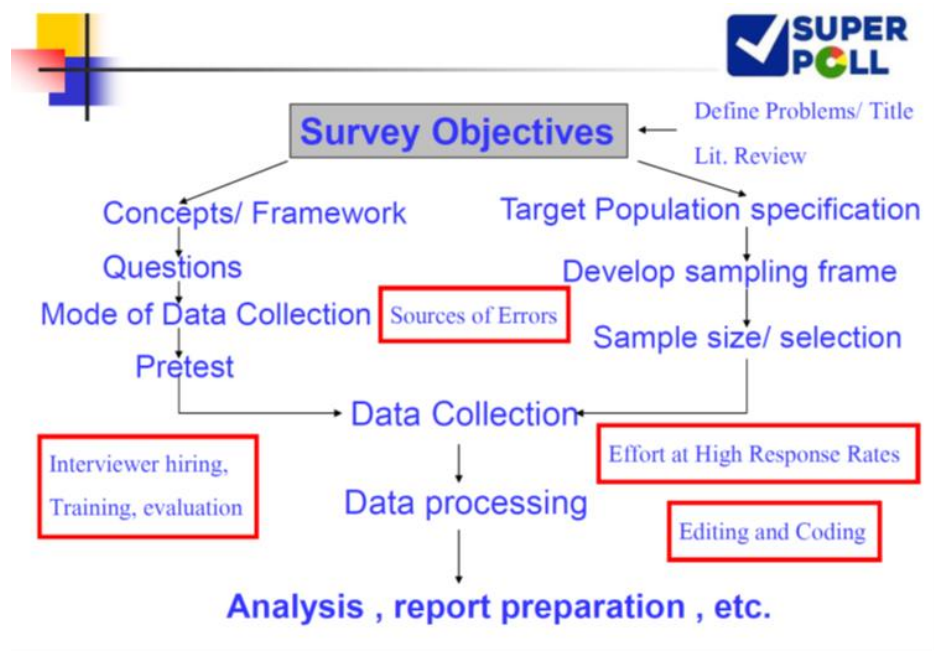 SUPER
POLL
Survey Objectives
Define Problems/ Title
Lit. Review
Concepts/ Framework
Target Population specification
Questions
Develop sampling frame
Mode of Data Collection
Sources of Errors
Sample size/ selection
Pretest
Data Collection
Interviewer hiring,
Training, evaluation
Effort at High Response Rates
Data processing
Editing and Coding
Analysis , report preparation , etc.